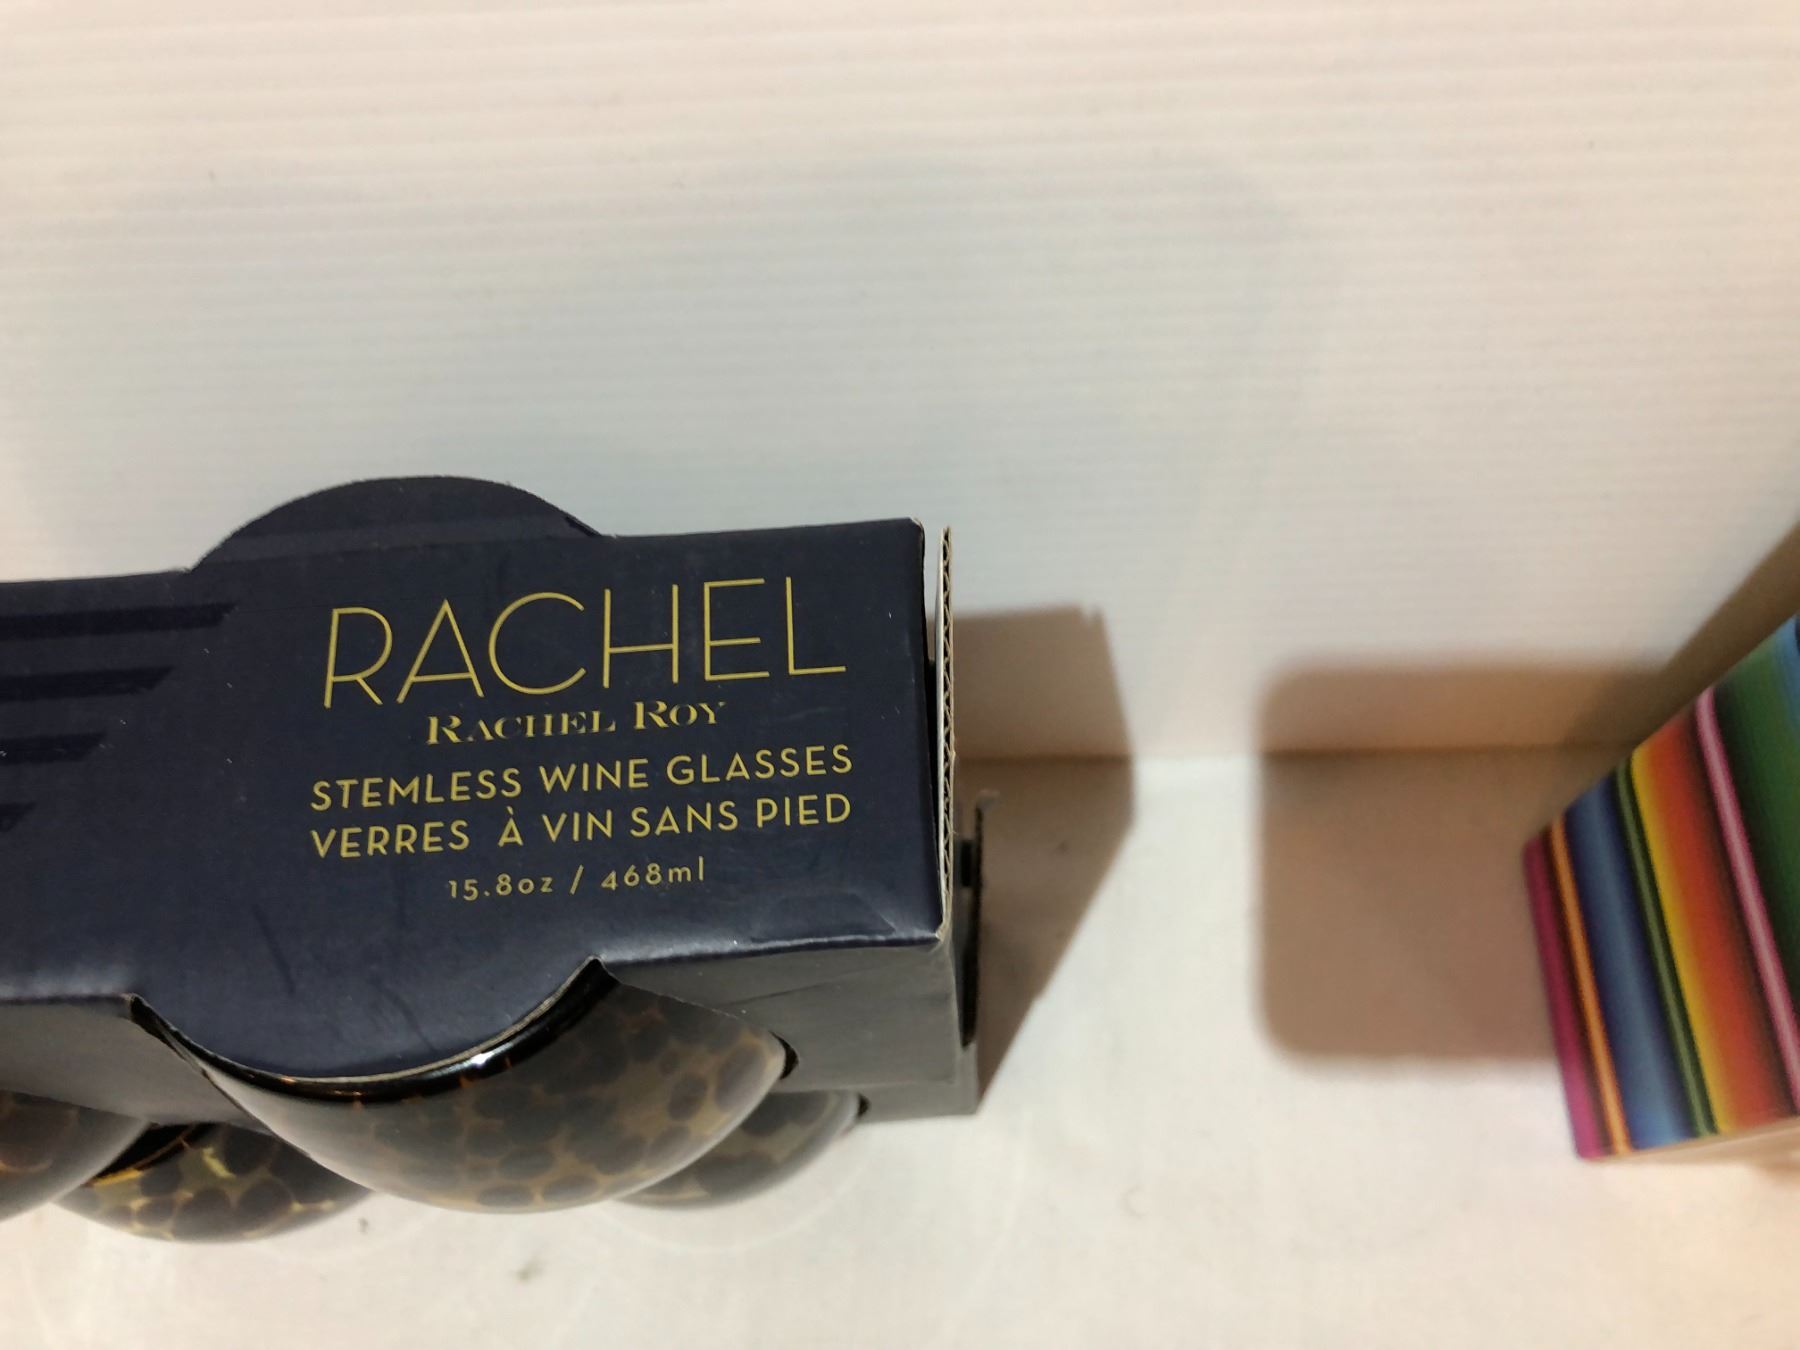 RACHEL
RACHEL ROY
STEMLESS WINE GLASSES
VERRES À VIN SANS PIED
15.8oz / 468ml